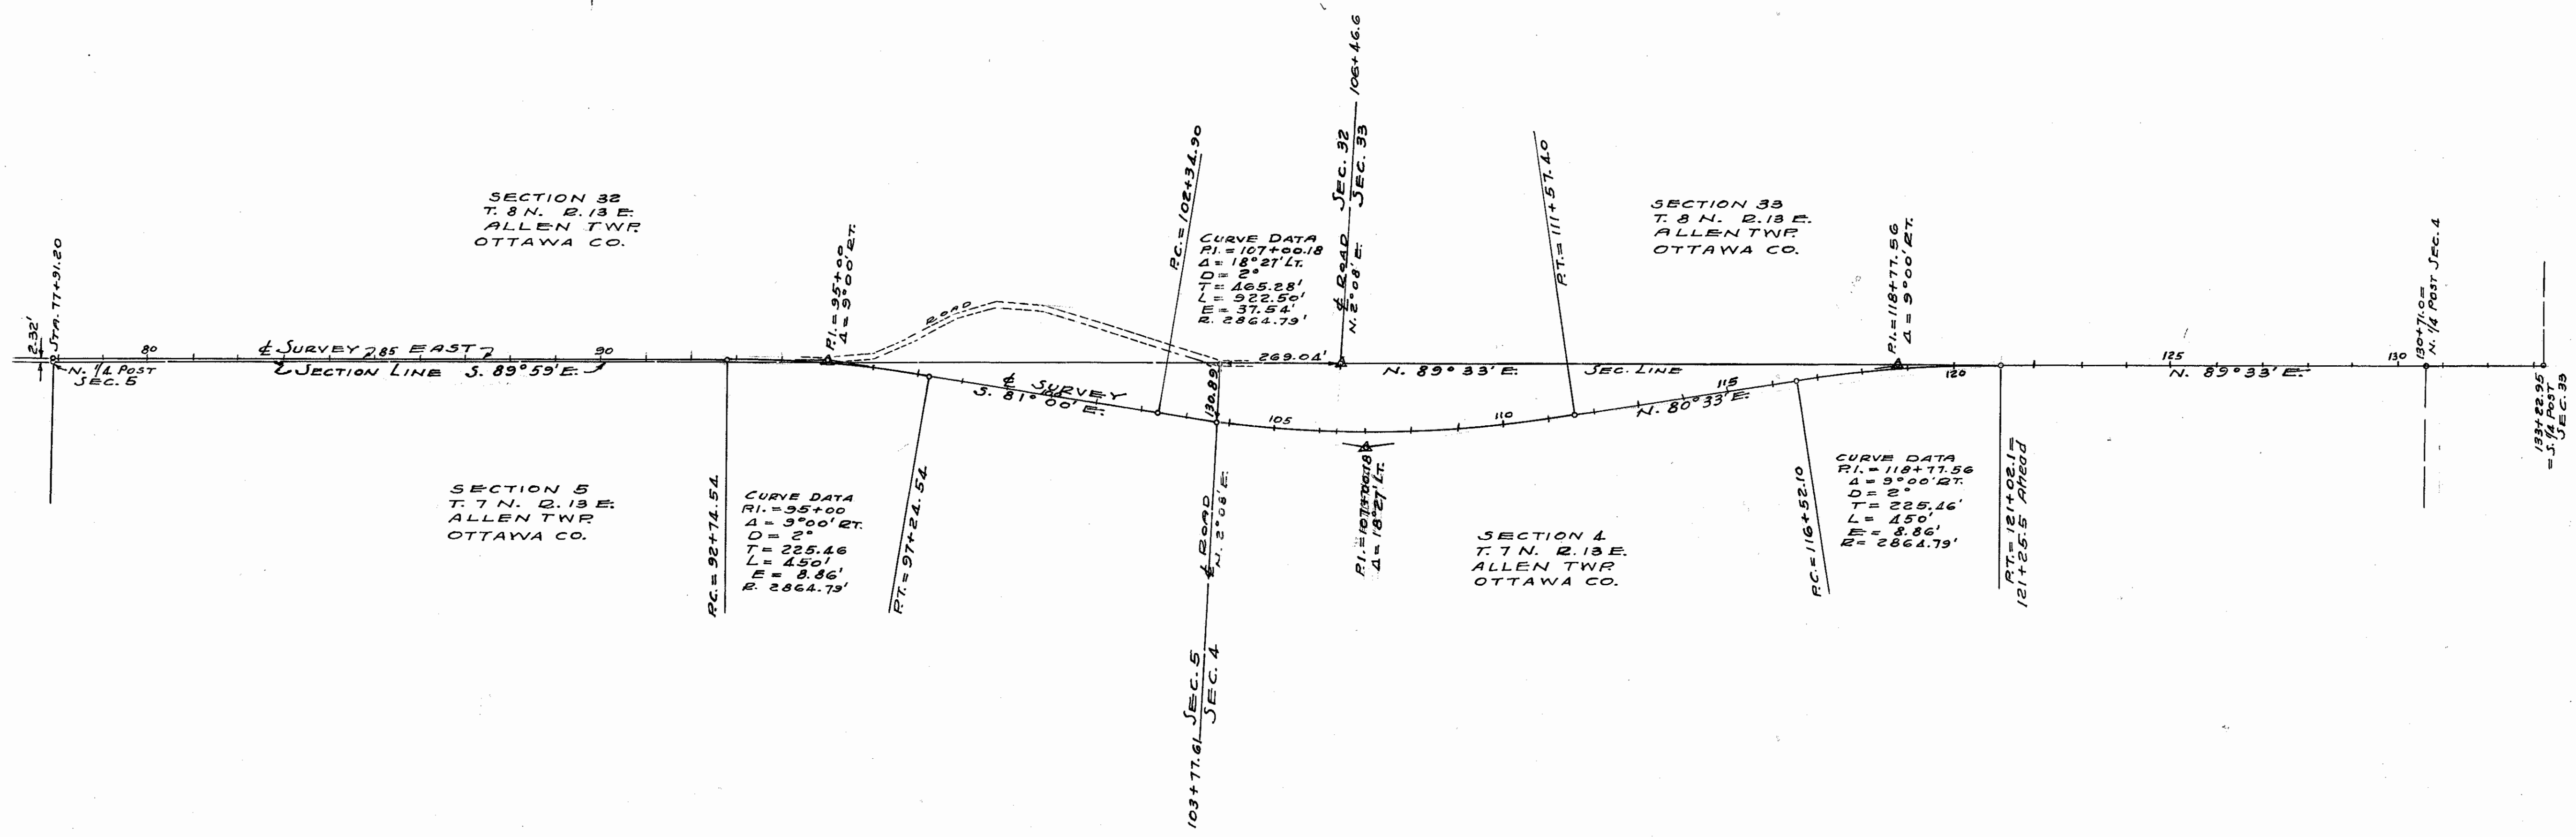 2.32'
STA. 77+91.20
N. 1/4 POST
SEC. 5
80
℄ SURVEY 85 EAST
SECTION LINE S. 89°59' E.
90
SECTION 32
T. 8 N. R. 13 E.
ALLEN TWP.
OTTAWA CO.
SECTION 5
T. 7 N. R. 13 E.
ALLEN TWP.
OTTAWA CO.
P.C. = 92+74.54
CURVE DATA
P.I. = 95+00
Δ = 9°00' RT.
D = 2°
T = 225.46
L = 450'
E = 8.86'
R. 2864.79'
P.I. = 95+00
Δ = 9°00' RT.
P.T. = 97+24.54
ROAD
℄ SURVEY
S. 81°00' E.
P.C. = 102+34.90
CURVE DATA
P.I. = 107+00.18
Δ = 18°27' LT.
D = 2°
T = 465.28'
L = 922.50'
E = 37.54'
R. 2864.79'
130.89'
269.04'
℄ ROAD
N. 2°08' E.
103+77.61
SEC. 5
SEC. 4
℄ ROAD
N. 2°08' E.
SEC. 32
SEC. 33
106+46.6
105
Δ = 18°27' LT.
110
P.T. = 111+57.40
N. 89°33' E.
SEC. LINE
115
N. 80°33' E.
SECTION 33
T. 8 N. R. 13 E.
ALLEN TWP.
OTTAWA CO.
SECTION 4
T. 7 N. R. 13 E.
ALLEN TWP.
OTTAWA CO.
P.C. = 116+52.10
CURVE DATA
P.I. = 118+77.56
Δ = 9°00' RT.
D = 2°
T = 225.46'
L = 450'
E = 8.86'
R = 2864.79'
P.I. = 118+77.56
Δ = 9°00' RT.
120
P.T. = 121+02.1 =
121+25.5 Ahead
125
N. 89°33' E.
130
130+71.0 =
N. 1/4 POST SEC. 4
133+22.95
= S. 1/4 POST
SEC. 33